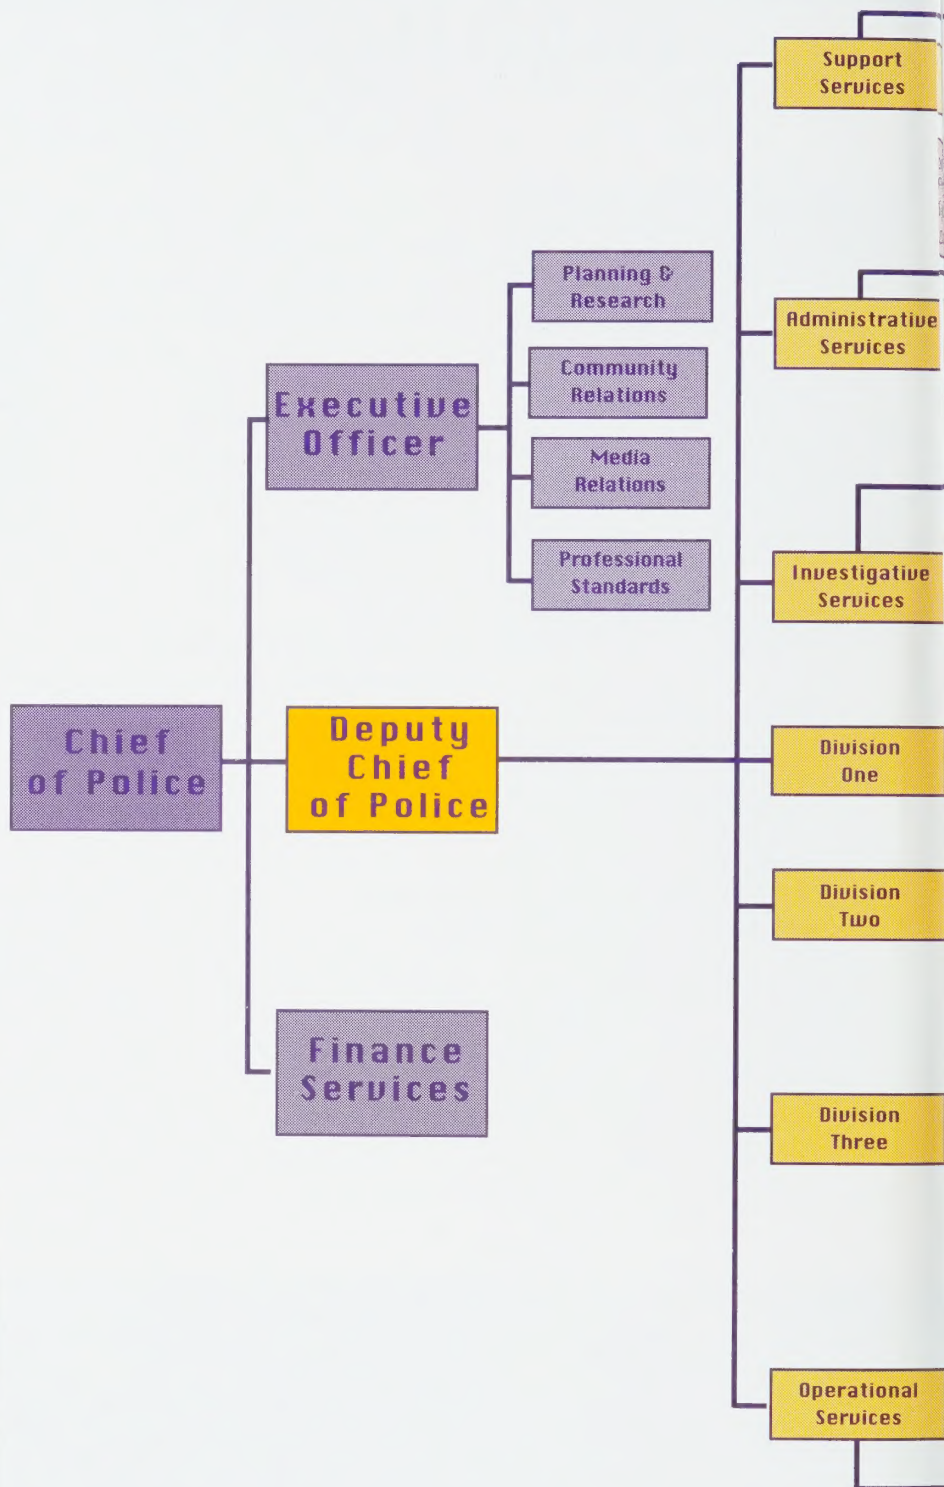 Support
Services
Planning &
Research
Administrative
Services
Community
Relations
Executive
Officer
Media
Relations
Professional
Standards
Investigative
Services
Chief
of Police
Deputy
Chief
of Police
Division
One
Division
Two
Finance
Services
Division
Three
Operational
Services